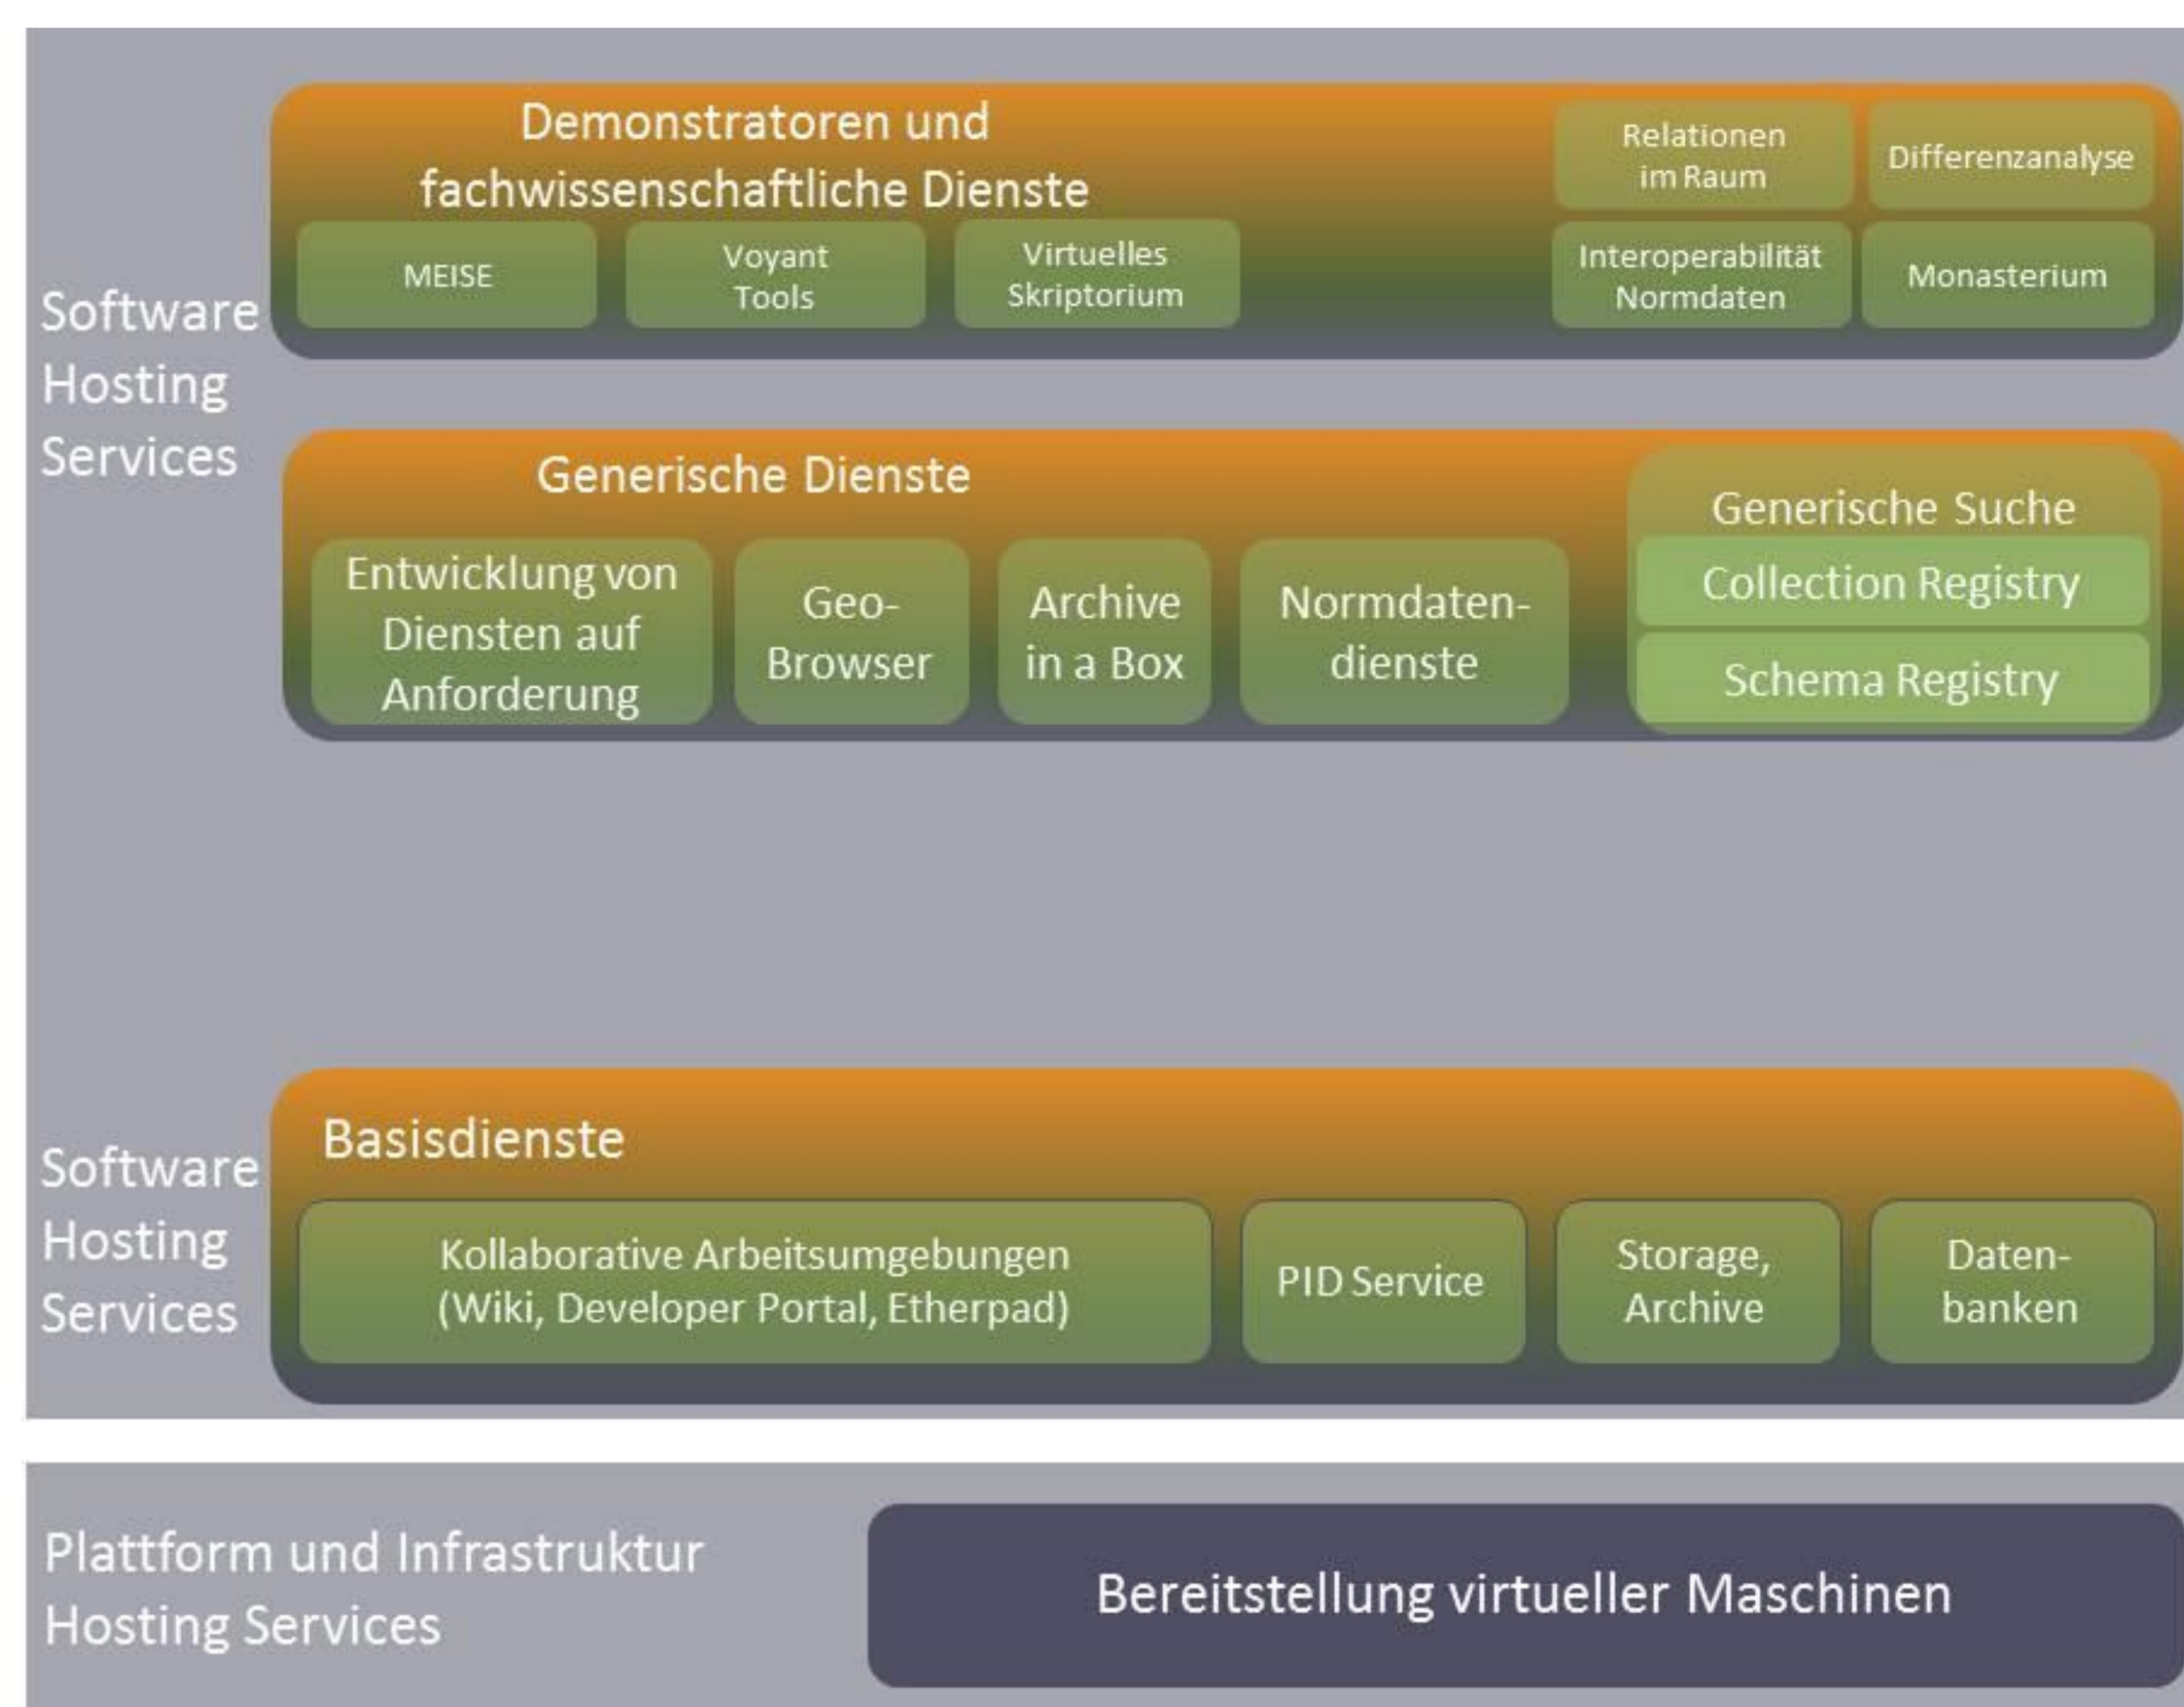 Software
Hosting
Services
Demonstratoren und
fachwissenschaftliche Dienste
MEISE
Voyant
Tools
Virtuelles
Skriptorium
Relationen
im Raum
Differenzanalyse
Interoperabilität
Normdaten
Monasterium
Generische Dienste
Entwicklung von
Diensten auf
Anforderung
Geo-
Browser
Archive
in a Box
Normdaten-
dienste
Generische Suche
Collection Registry
Schema Registry
Software
Hosting
Services
Basisdienste
Kollaborative Arbeitsumgebungen
(Wiki, Developer Portal, Etherpad)
PID Service
Storage,
Archive
Daten-
banken
Plattform und Infrastruktur
Hosting Services
Bereitstellung virtueller Maschinen